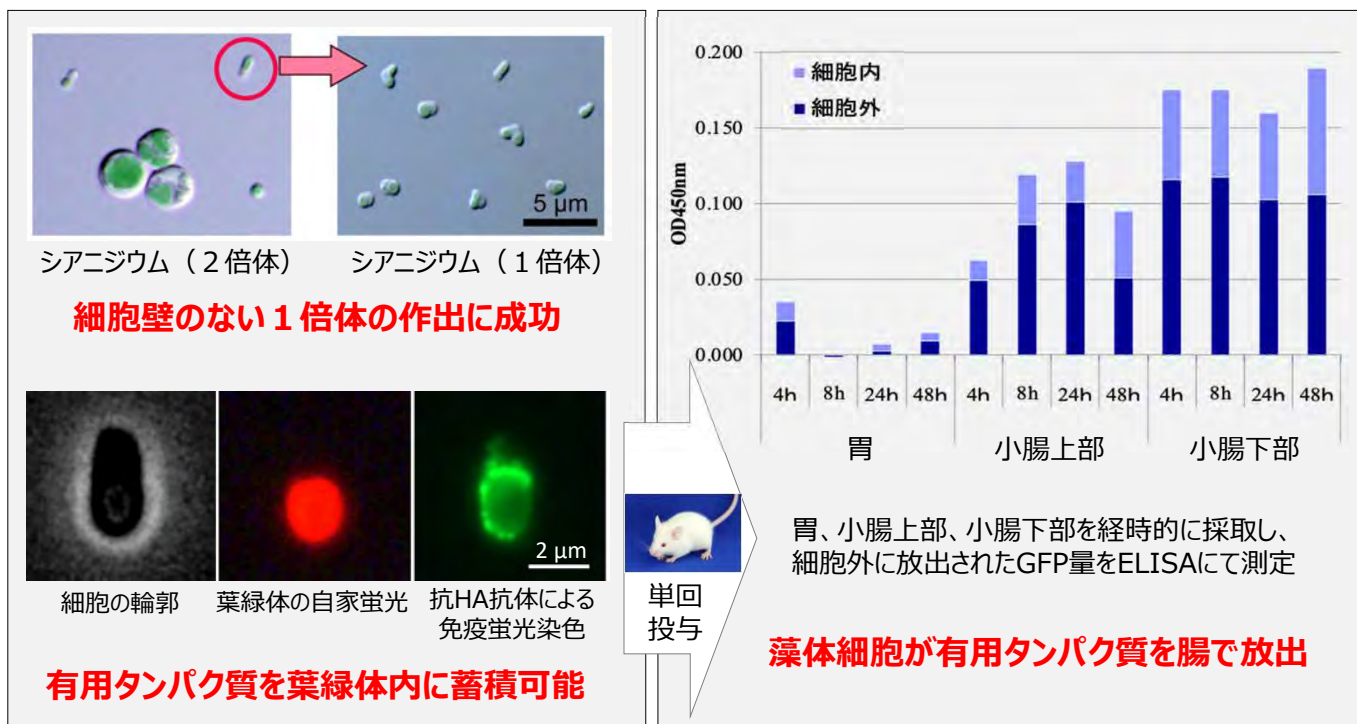 5 µm
シアニジウム（２倍体）
シアニジウム（１倍体）
細胞壁のない１倍体の作出に成功
2 µm
細胞の輪郭
葉緑体の自家蛍光
抗HA抗体による
免疫蛍光染色
有用タンパク質を葉緑体内に蓄積可能
単回
投与
0.200
0.150
0.100
0.050
0.000
OD450nm
細胞内
細胞外
4h 8h 24h 48h 4h 8h 24h 48h 4h 8h 24h 48h
胃 小腸上部 小腸下部
胃、小腸上部、小腸下部を経時的に採取し、
細胞外に放出されたGFP量をELISAにて測定
藻体細胞が有用タンパク質を腸で放出